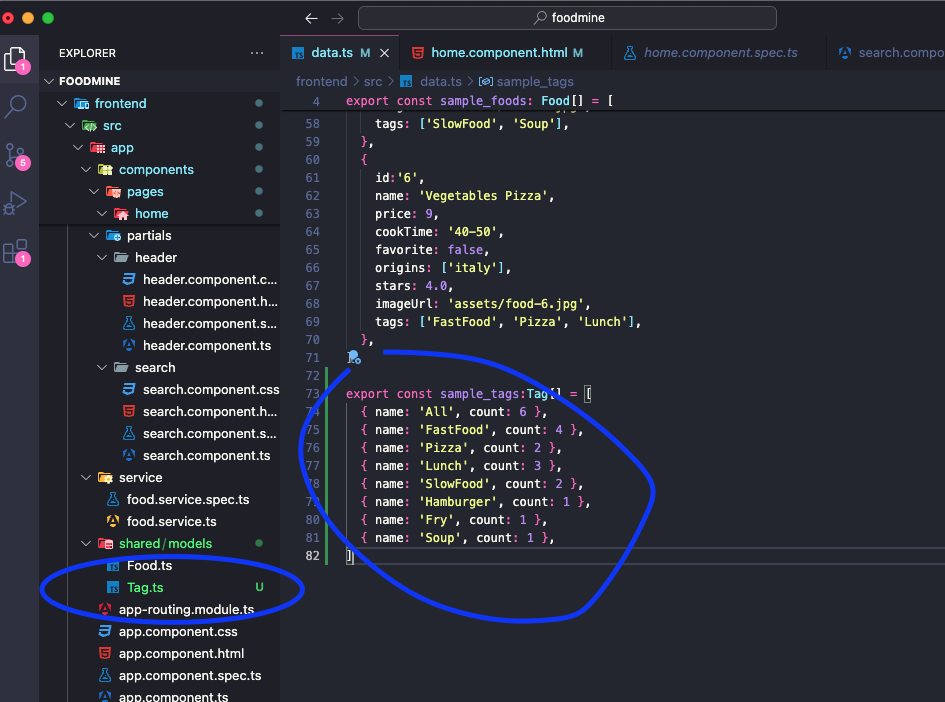 foodmine
EXPLORER
data.ts M
home.component.html M
home.component.spec.ts
search.compo
FOODMINE
frontend > src > data.ts > sample_tags
frontend
src
app
components
pages
home
partials
header
header.component.c...
header.component.h...
header.component.s...
header.component.ts
search
search.component.css
search.component.h...
search.component.s...
search.component.ts
service
food.service.spec.ts
food.service.ts
shared/models
Food.ts
Tag.ts U
app-routing.module.ts
app.component.css
app.component.html
app.component.spec.ts
app.component.ts
1
5
1
4 export const sample_foods: Food[] = [
58 tags: ['SlowFood', 'Soup'],
59 },
60 {
61 id:'6',
62 name: 'Vegetables Pizza',
63 price: 9,
64 cookTime: '40-50',
65 favorite: false,
66 origins: ['italy'],
67 stars: 4.0,
68 imageUrl: 'assets/food-6.jpg',
69 tags: ['FastFood', 'Pizza', 'Lunch'],
70 },
71 ]
72
73 export const sample_tags:Tag[] = [
74 { name: 'All', count: 6 },
75 { name: 'FastFood', count: 4 },
76 { name: 'Pizza', count: 2 },
77 { name: 'Lunch', count: 3 },
78 { name: 'SlowFood', count: 2 },
79 { name: 'Hamburger', count: 1 },
80 { name: 'Fry', count: 1 },
81 { name: 'Soup', count: 1 },
82 ]